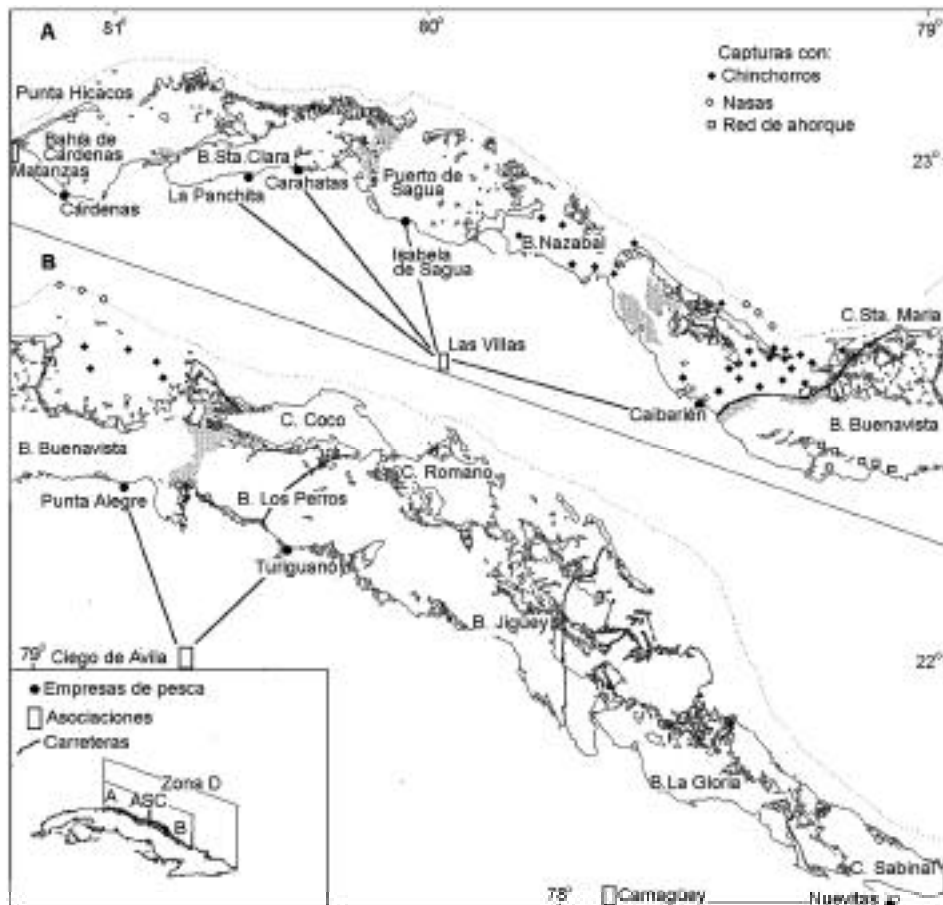 81°
80°
79°
A
Capturas con:
Chinchorros
Nasas
Red de ahorque
Punta Hicacos
Bahía de
Cárdenas
Matanzas
Cárdenas
B.Sta.Clara
La Panchita
Carahatas
Puerto de
Sagua
23°
Isabela
de Sagua
B.Nazabal
Las Villas
C.Sta. Maria
Caibarién
B. Buenavista
B
B. Buenavista
C. Coco
C. Romano
Punta Alegre
B. Los Perros
Turiguanó
B. Jigüey
79° Ciego de Avila
22°
Empresas de pesca
Asociaciones
Carreteras
Zona D
A
ASC
B
B.La Gloria
C. Sabinal
78°
Camagüey
Nuevitas